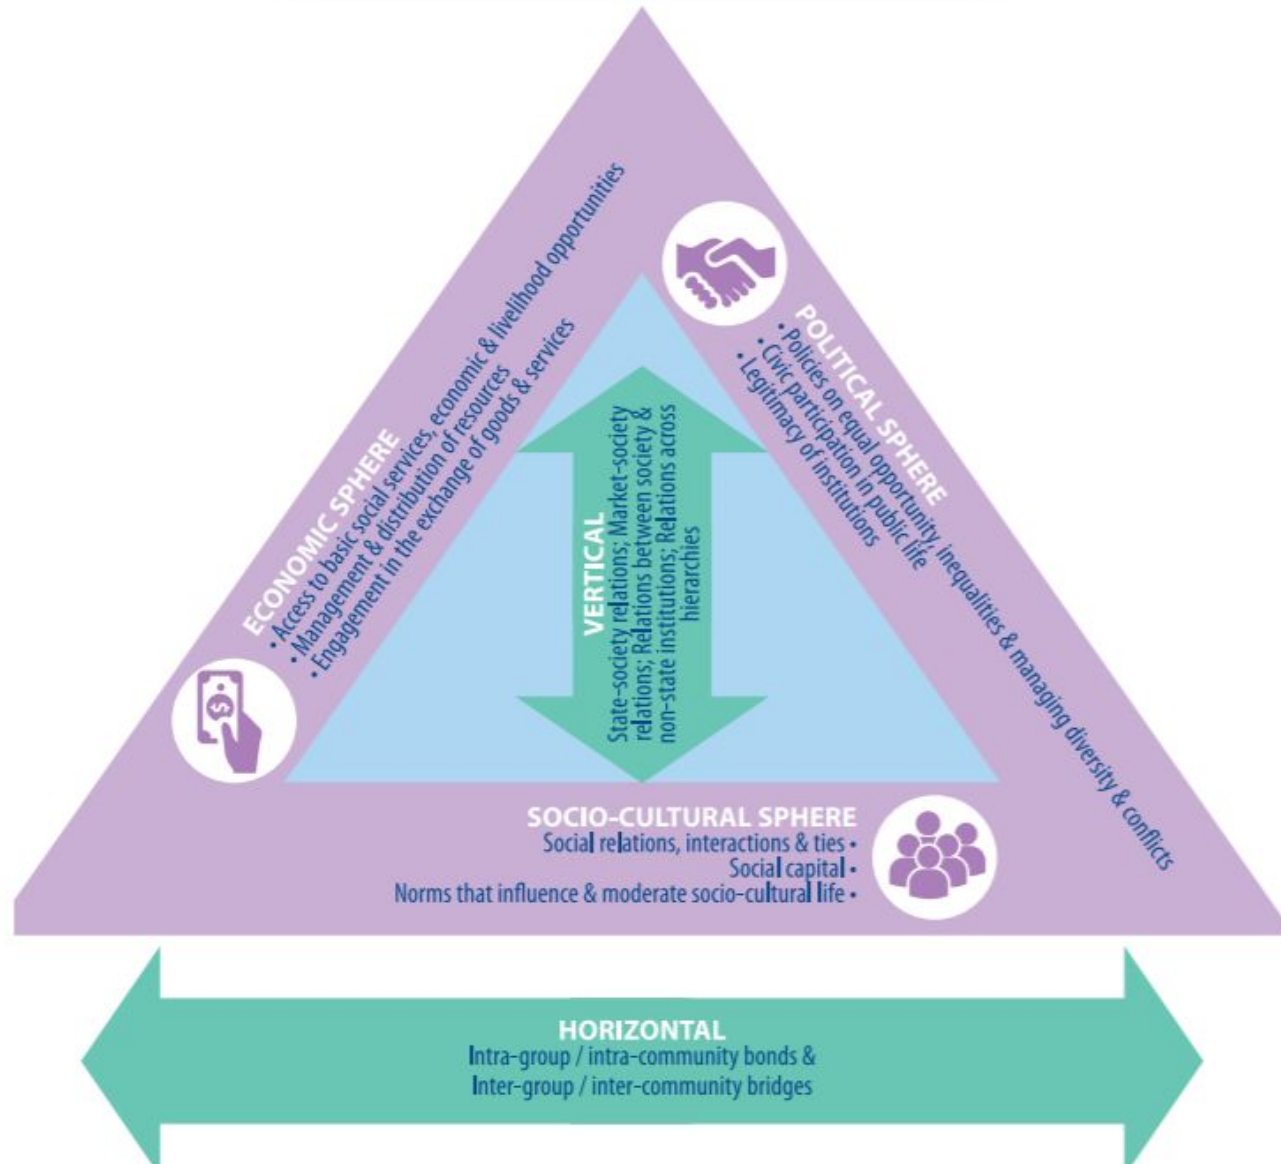 ECONOMIC SPHERE
• Access to basic social services, economic & livelihood opportunities
• Management & distribution of resources
• Engagement in the exchange of goods & services
POLITICAL SPHERE
• Policies on equal opportunity, inequalities & managing diversity & conflicts
• Civic participation in public life
• Legitimacy of institutions
VERTICAL
State-society relations; Market-society
relations; Relations between society &
non-state institutions; Relations across
hierarchies
$
SOCIO-CULTURAL SPHERE
Social relations, interactions & ties •
Social capital •
Norms that influence & moderate socio-cultural life •
HORIZONTAL
Intra-group / intra-community bonds &
Inter-group / inter-community bridges